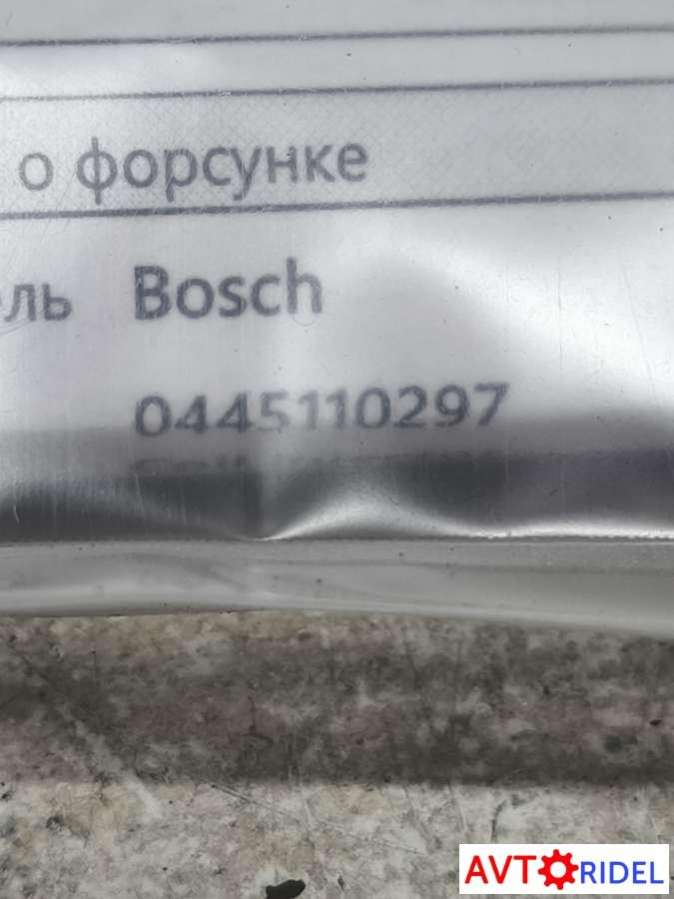 о форсунке
ль Bosch
0445110297
AVTORIDEL